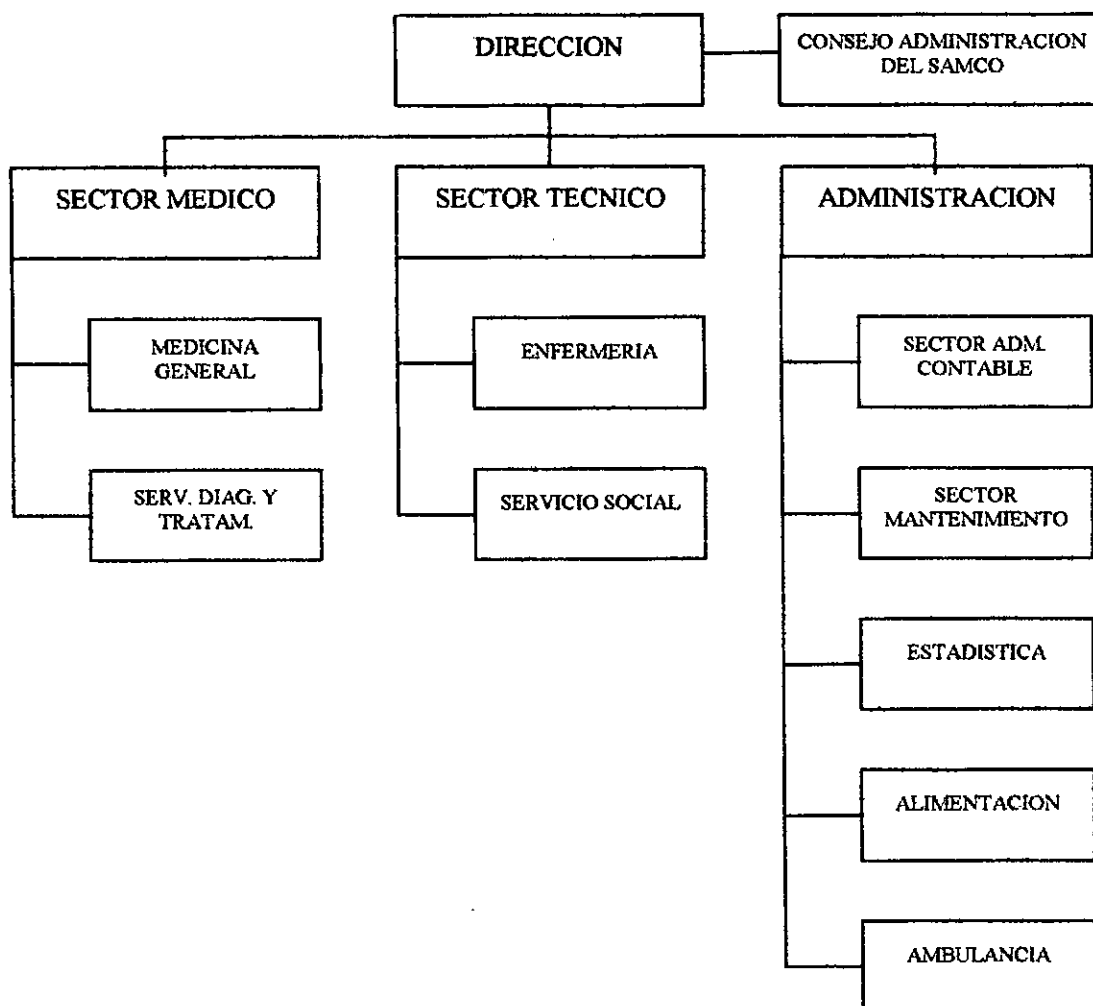 DIRECCION
CONSEJO ADMINISTRACION
DEL SAMCO
SECTOR MEDICO
SECTOR TECNICO
ADMINISTRACION
MEDICINA
GENERAL
ENFERMERIA
SECTOR ADM.
CONTABLE
SERV. DIAG. Y
TRATAM.
SERVICIO SOCIAL
SECTOR
MANTENIMIENTO
ESTADISTICA
ALIMENTACION
AMBULANCIA